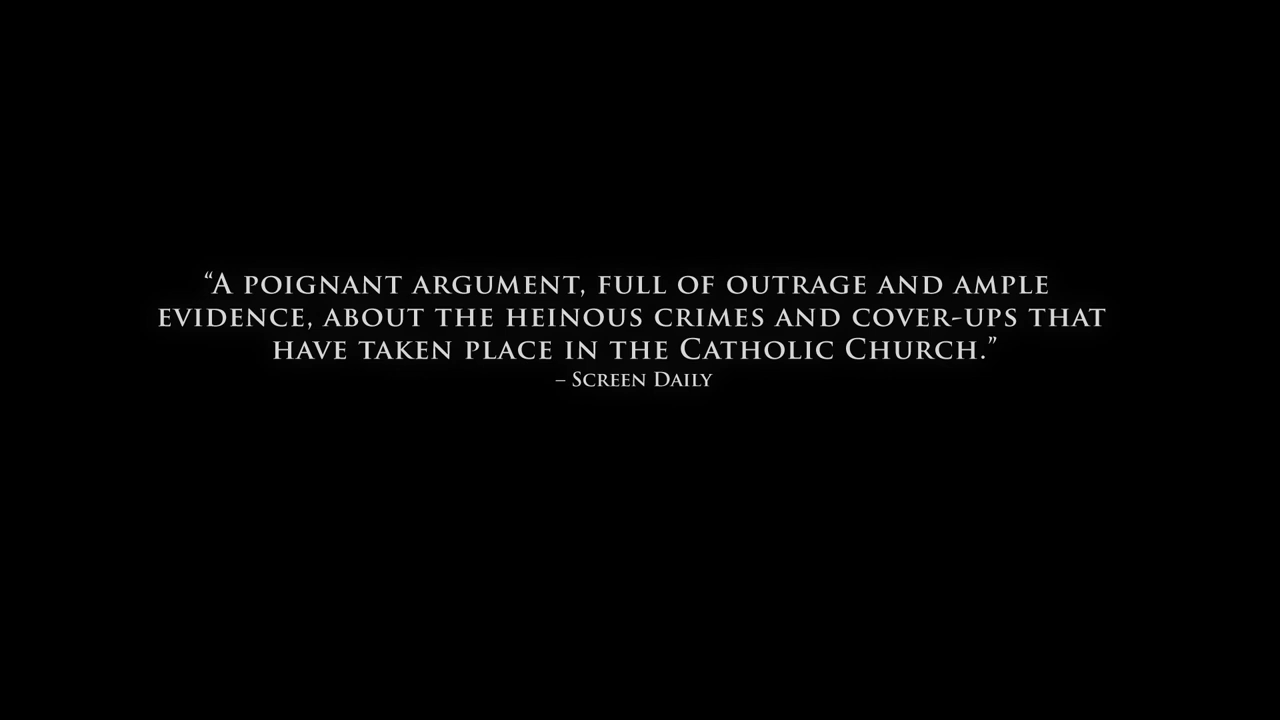 “A poignant argument, full of outrage and ample
evidence, about the heinous crimes and cover-ups that
have taken place in the Catholic Church.”
– Screen Daily